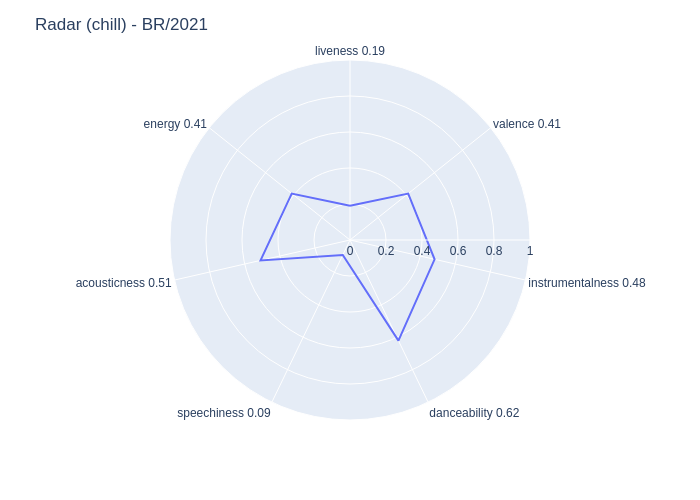 Radar (chill) - BR/2021
liveness 0.19
energy 0.41
valence 0.41
0 0.2 0.4 0.6 0.8 1
acousticness 0.51
instrumentalness 0.48
speechiness 0.09
danceability 0.62